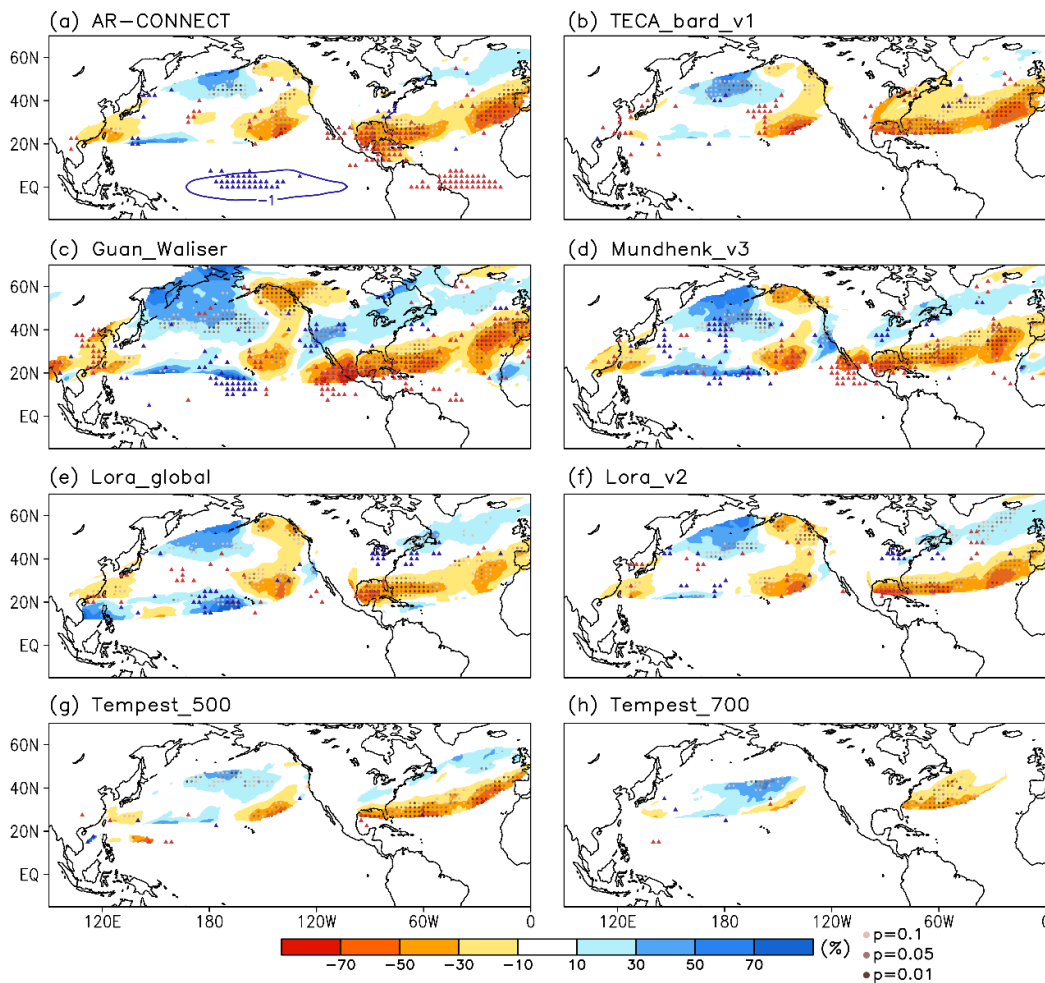 (a) AR-CONNECT
(b) TECA_bard_v1
60N
40N
20N
EQ
-1
(c) Guan_Waliser
(d) Mundhenk_v3
60N
40N
20N
EQ
(e) Lora_global
(f) Lora_v2
60N
40N
20N
EQ
(g) Tempest_500
(h) Tempest_700
60N
40N
20N
EQ
120E 180 120W 60W 0
120E 180 120W 60W 0
-70 -50 -30 -10 10 30 50 70 (%)
p=0.1
p=0.05
p=0.01